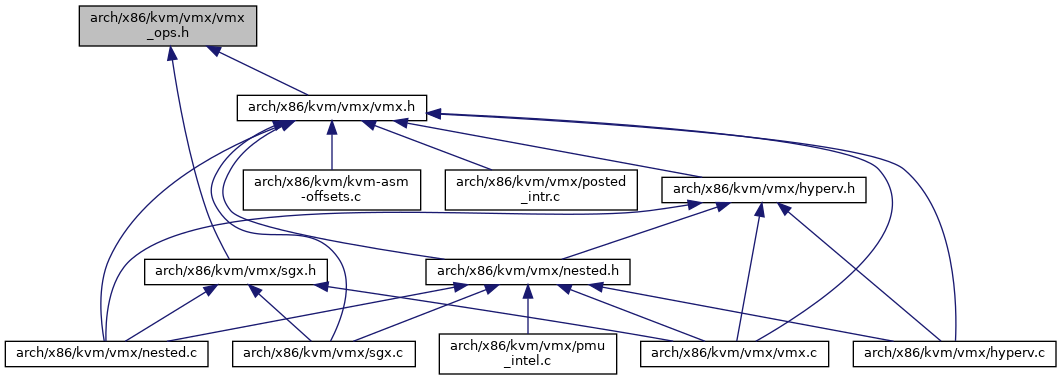 arch/x86/kvm/vmx/vmx
_ops.h
arch/x86/kvm/vmx/vmx.h
arch/x86/kvm/kvm-asm
-offsets.c
arch/x86/kvm/vmx/posted
_intr.c
arch/x86/kvm/vmx/hyperv.h
arch/x86/kvm/vmx/sgx.h
arch/x86/kvm/vmx/nested.h
arch/x86/kvm/vmx/nested.c
arch/x86/kvm/vmx/sgx.c
arch/x86/kvm/vmx/pmu
_intel.c
arch/x86/kvm/vmx/vmx.c
arch/x86/kvm/vmx/hyperv.c